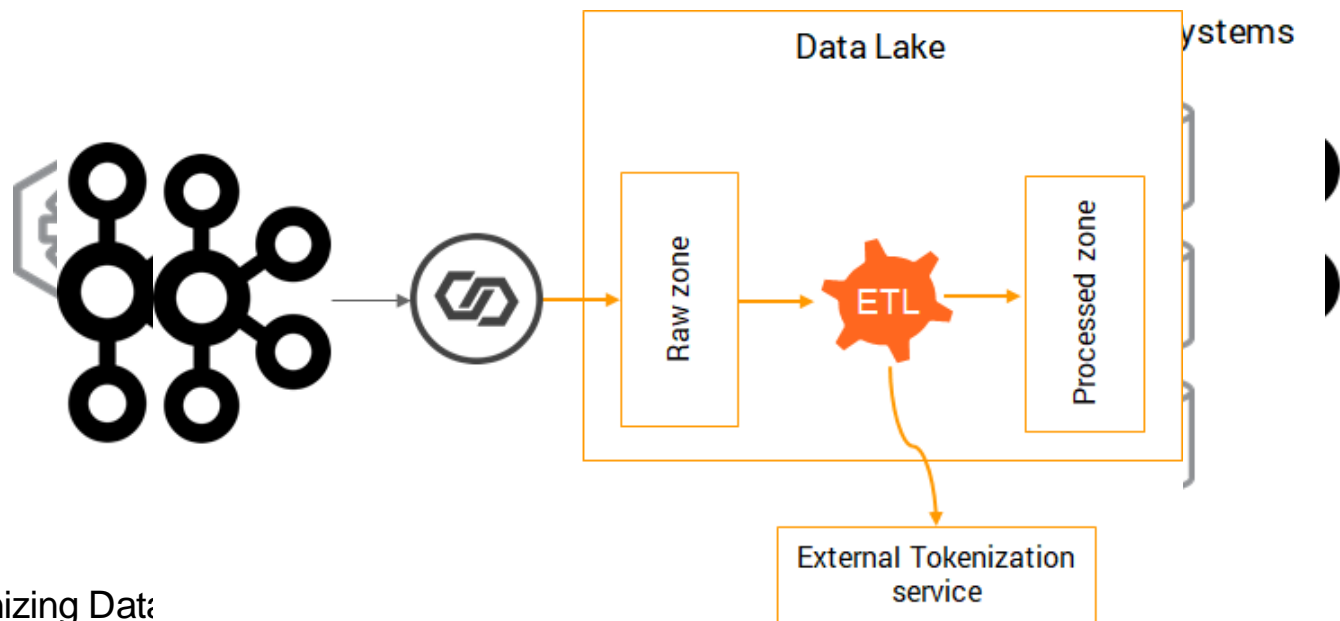 ystems
Data Lake
Raw zone
ETL
Processed zone
External Tokenization
service
nizing Data